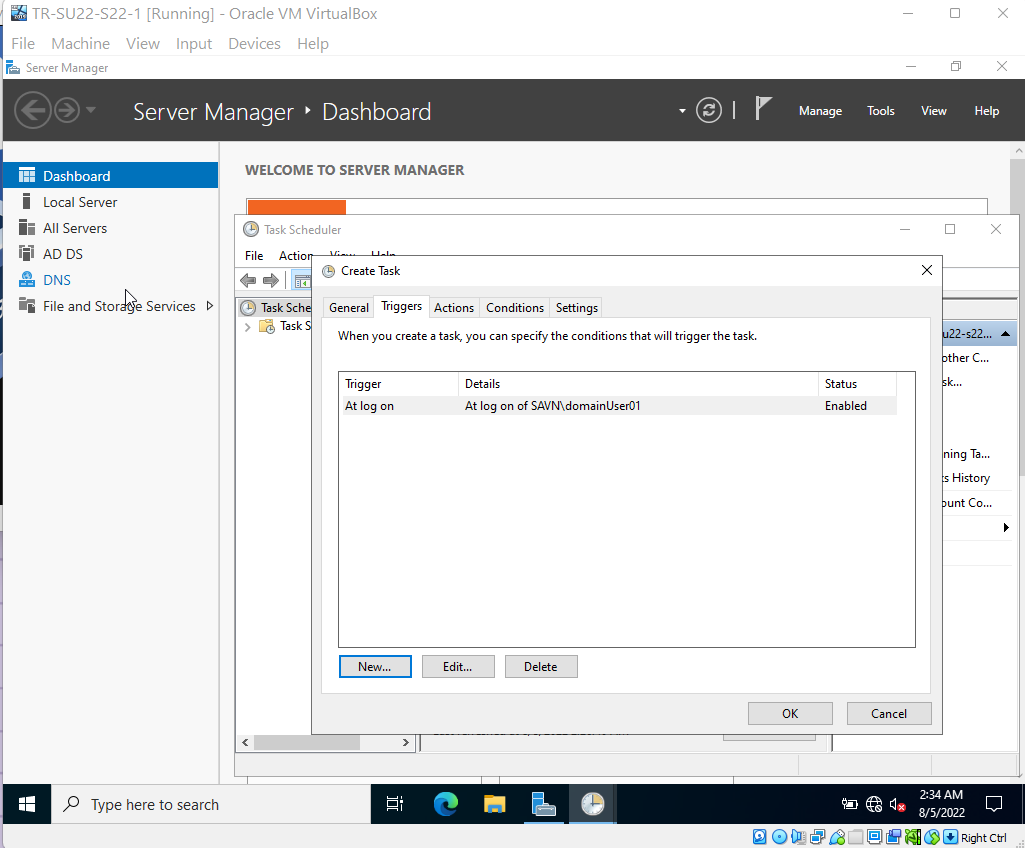 TR-SU22-S22-1 [Running] - Oracle VM VirtualBox
File Machine View Input Devices Help
Server Manager
Server Manager Dashboard
Manage Tools View Help
Dashboard
Local Server
All Servers
AD DS
DNS
File and Storage Services
WELCOME TO SERVER MANAGER
Task Scheduler
File Action View Help
Task Sche
Task S
Create Task
General Triggers Actions Conditions Settings
When you create a task, you can specify the conditions that will trigger the task.
Trigger Details Status
At log on At log on of SAVN\domainUser01 Enabled
New... Edit... Delete
OK Cancel
u22-s22...
other C...
sk...
ning Ta...
s History
ount Co...
Type here to search
2:34 AM
8/5/2022
Right Ctrl